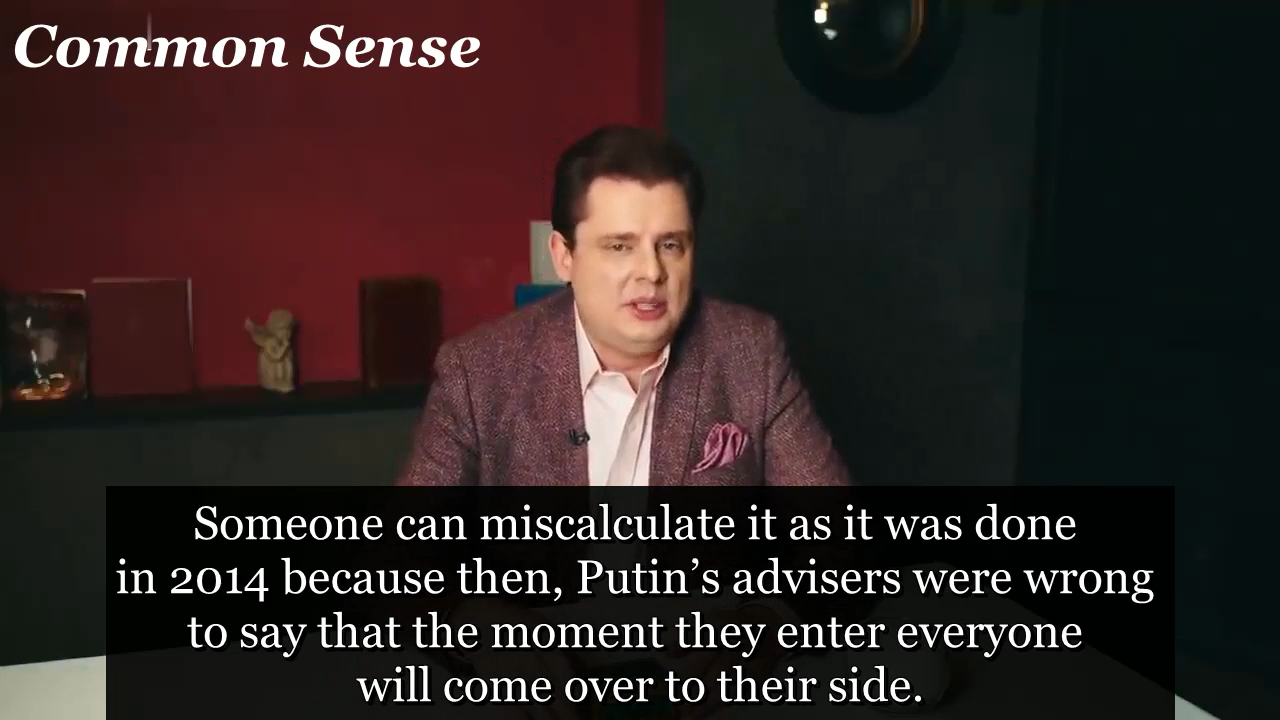 Common Sense
Someone can miscalculate it as it was done
in 2014 because then, Putin’s advisers were wrong
to say that the moment they enter everyone
will come over to their side.